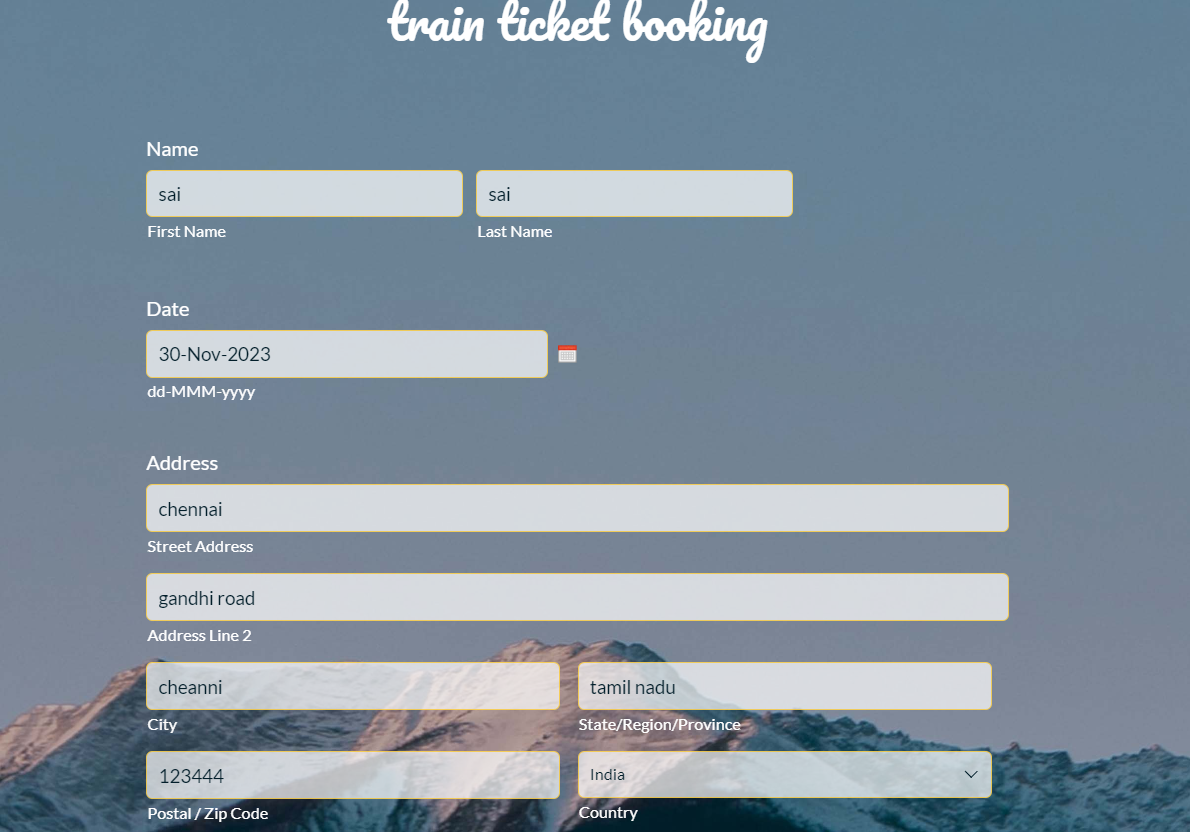 train ticket booking
Name
sai sai
First Name Last Name
Date
30-Nov-2023
dd-MMM-yyyy
Address
chennai
Street Address
gandhi road
Address Line 2
cheanni tamil nadu
City State/Region/Province
123444 India
Postal / Zip Code Country